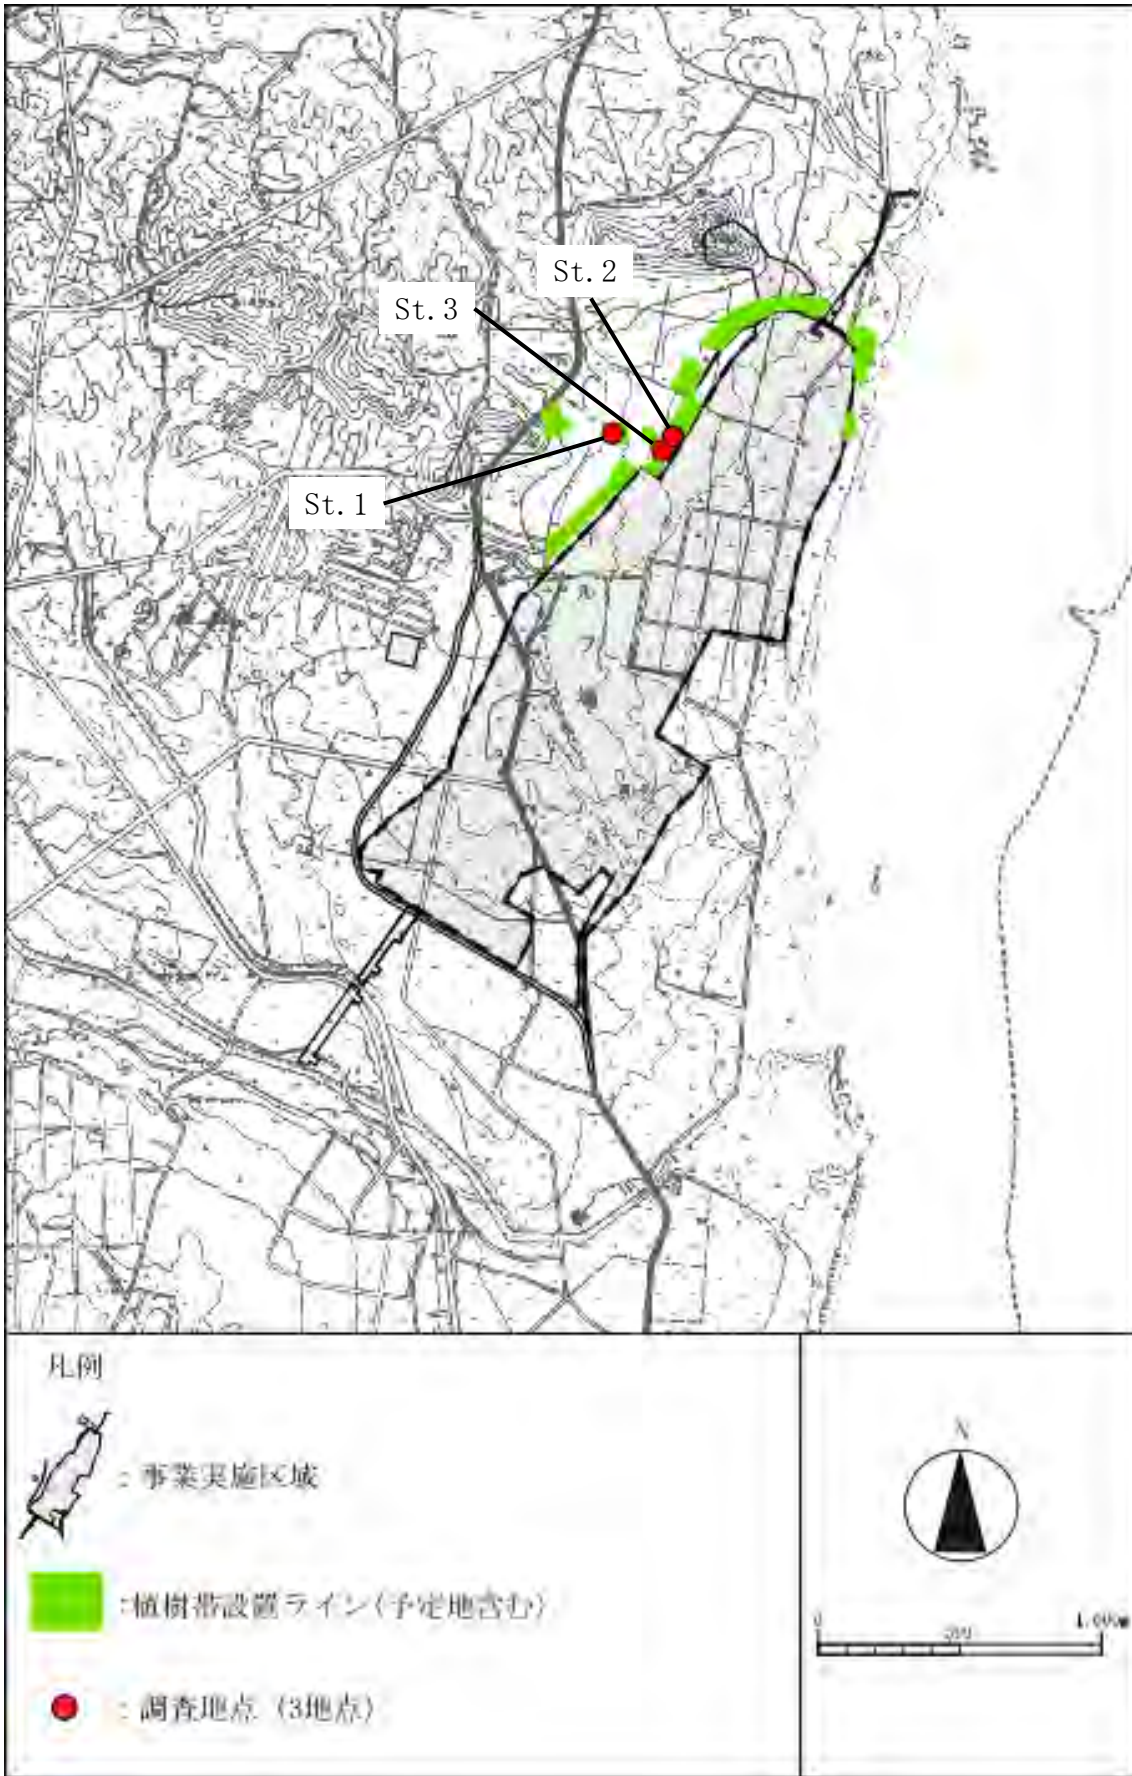 St. 2
St. 3
St. 1
凡例
: 事業実施区域
:植樹帯設置ライン(予定地含む)
: 調査地点 (3地点)
N
0 500 1,000m